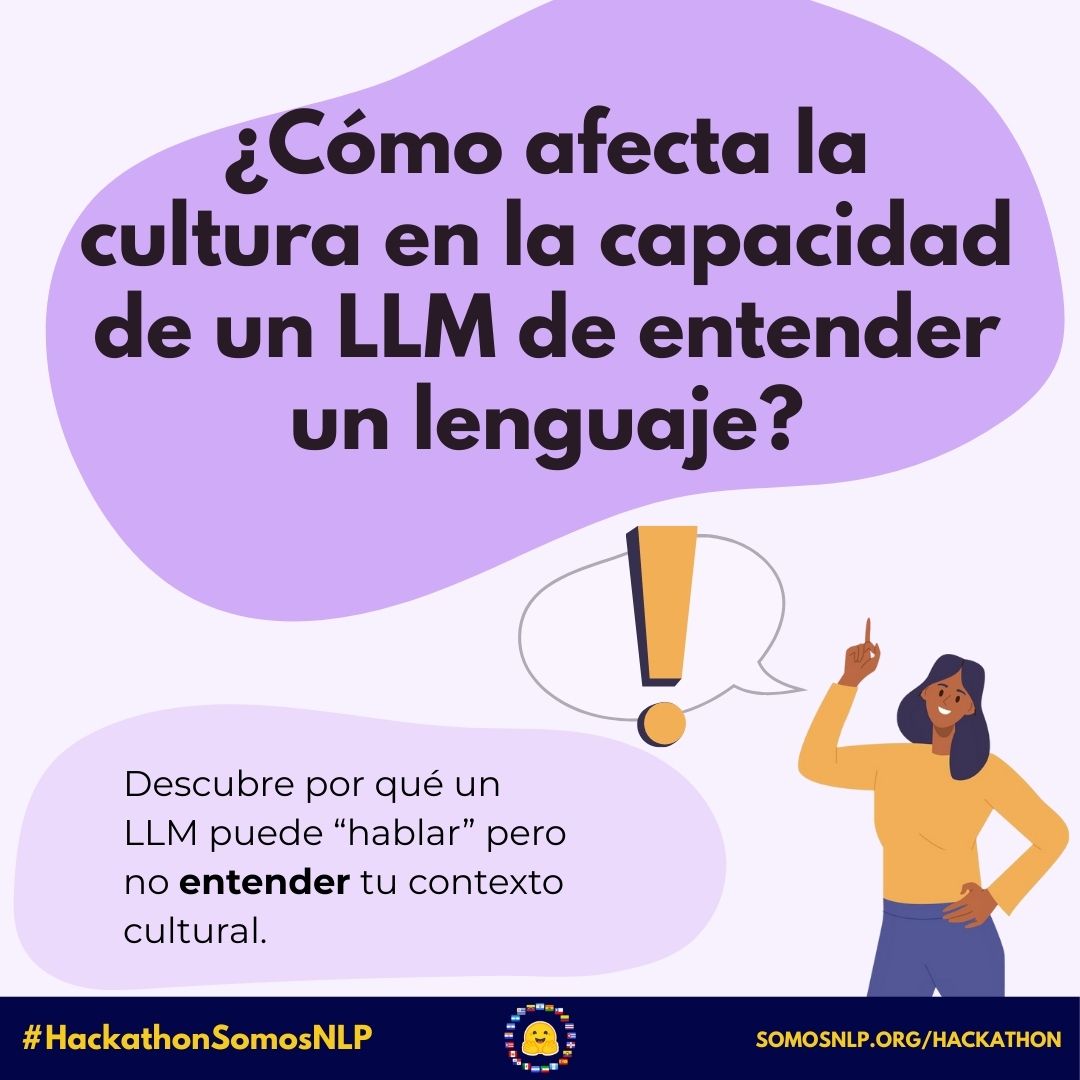 ¿Cómo afecta la
cultura en la capacidad
de un LLM de entender
un lenguaje?
Descubre por qué un
LLM puede “hablar” pero
no entender tu contexto
cultural.
#HackathonSomosNLP
SOMOSNLP.ORG/HACKATHON